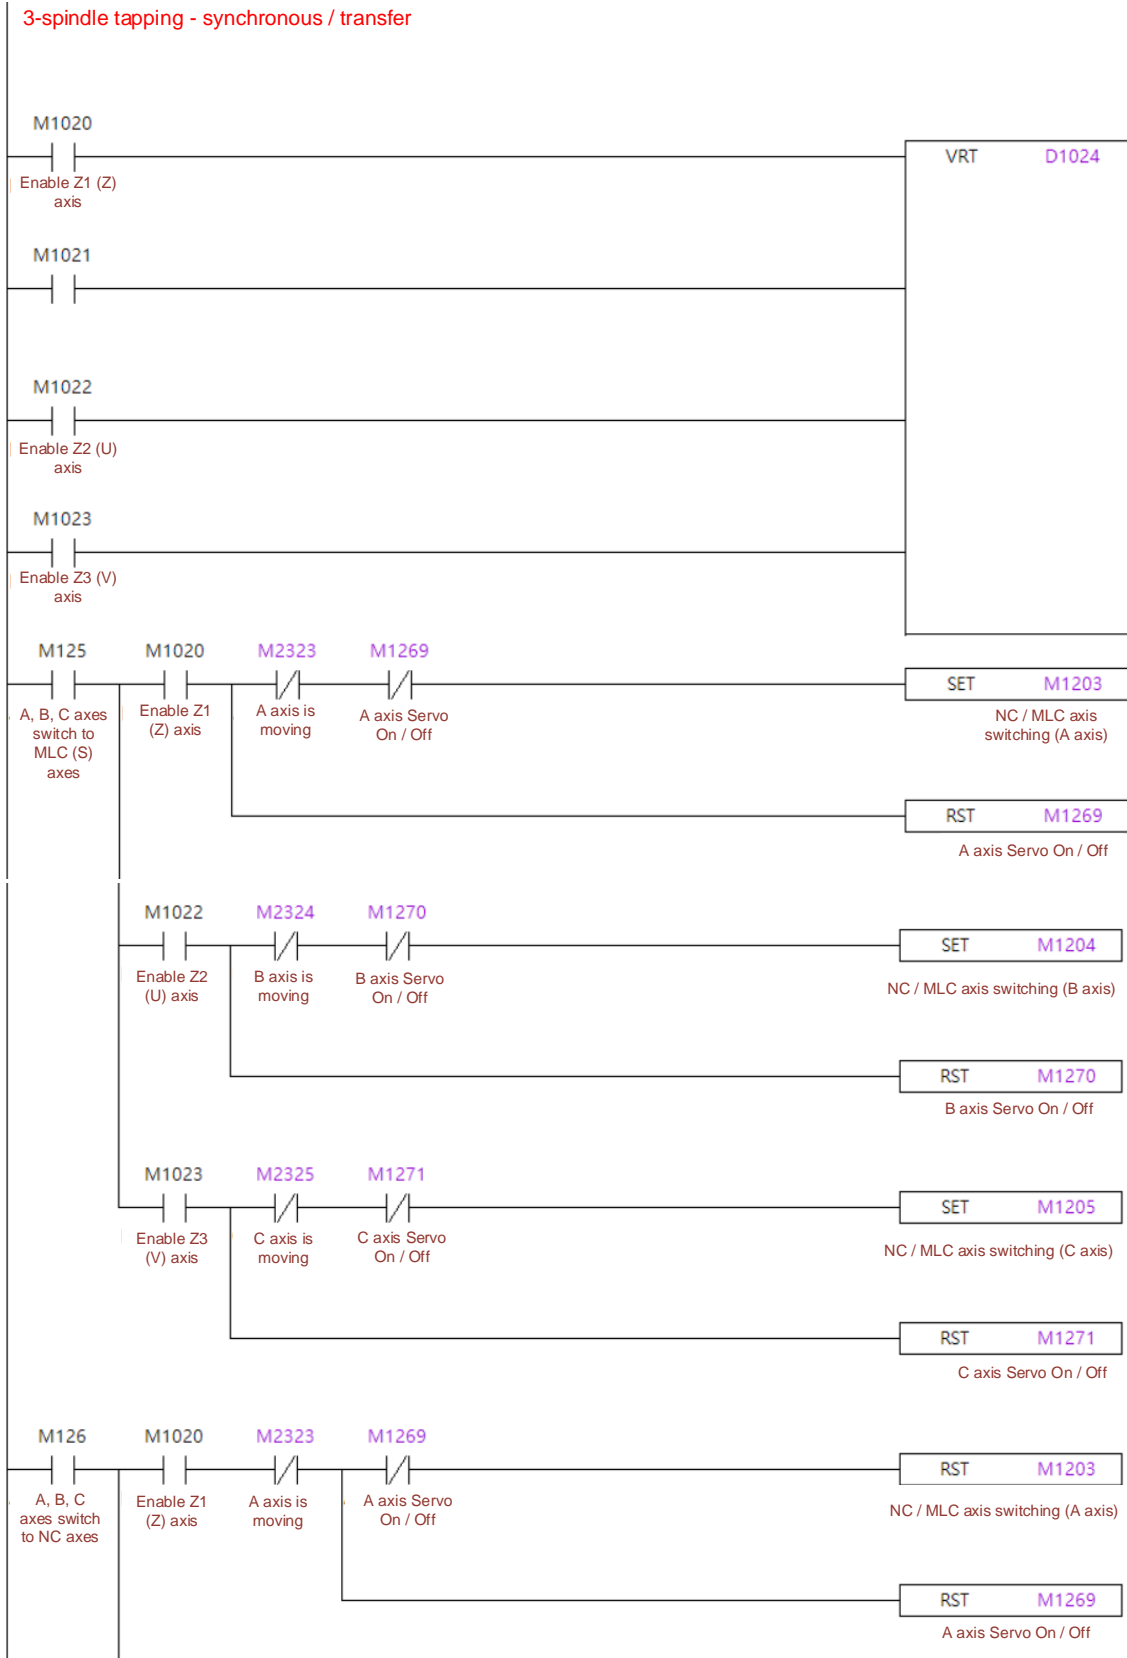 3-spindle tapping - synchronous / transfer
M1020
VRT D1024
Enable Z1 (Z)
axis
M1021
M1022
Enable Z2 (U)
axis
M1023
Enable Z3 (V)
axis
M125 M1020 M2323 M1269
SET M1203
A, B, C axes
switch to
MLC (S)
axes
Enable Z1
(Z) axis
A axis is
moving
A axis Servo
On / Off
NC / MLC axis
switching (A axis)
RST M1269
A axis Servo On / Off
M1022 M2324 M1270
SET M1204
Enable Z2
(U) axis
B axis is
moving
B axis Servo
On / Off
NC / MLC axis switching (B axis)
RST M1270
B axis Servo On / Off
M1023 M2325 M1271
SET M1205
Enable Z3
(V) axis
C axis is
moving
C axis Servo
On / Off
NC / MLC axis switching (C axis)
RST M1271
C axis Servo On / Off
M126 M1020 M2323 M1269
RST M1203
A, B, C
axes switch
to NC axes
Enable Z1
(Z) axis
A axis is
moving
A axis Servo
On / Off
NC / MLC axis switching (A axis)
RST M1269
A axis Servo On / Off